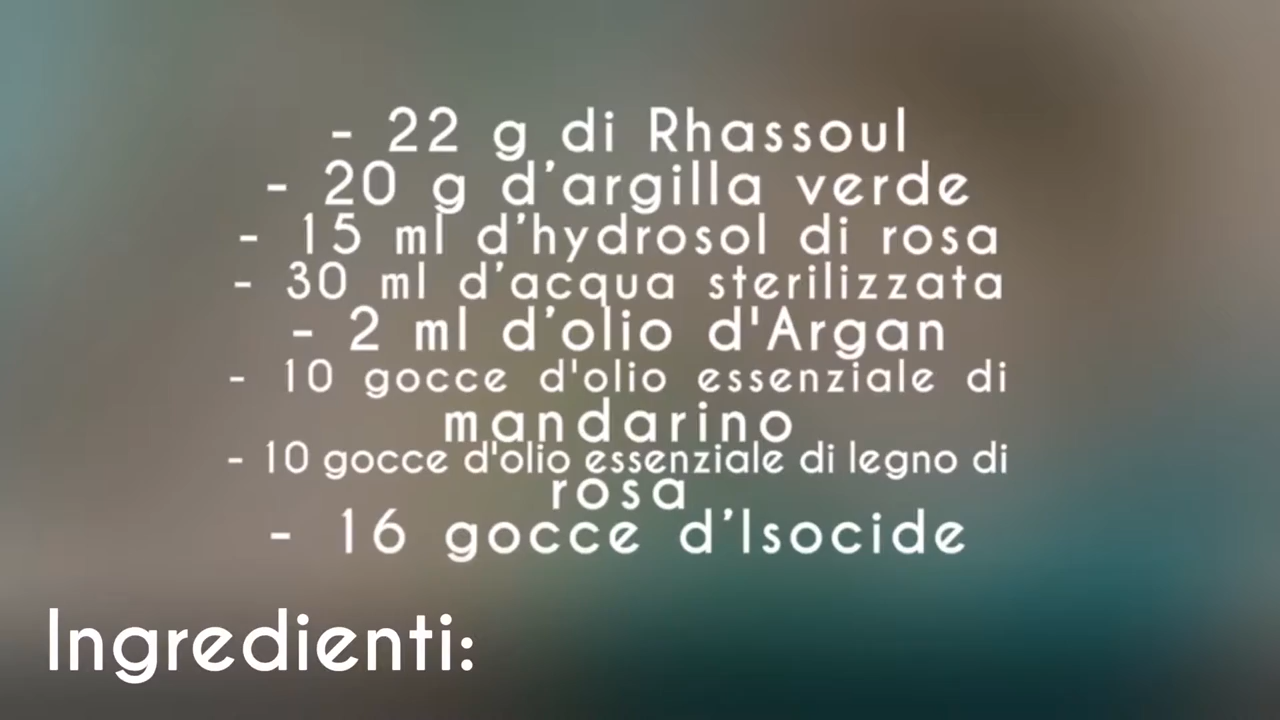 - 22 g di Rhassoul
- 20 g d’argilla verde
- 15 ml d’hydrosol di rosa
- 30 ml d’acqua sterilizzata
- 2 ml d’olio d'Argan
- 10 gocce d'olio essenziale di
mandarino
- 10 gocce d'olio essenziale di legno di
rosa
- 16 gocce d’Isocide
Ingredienti: